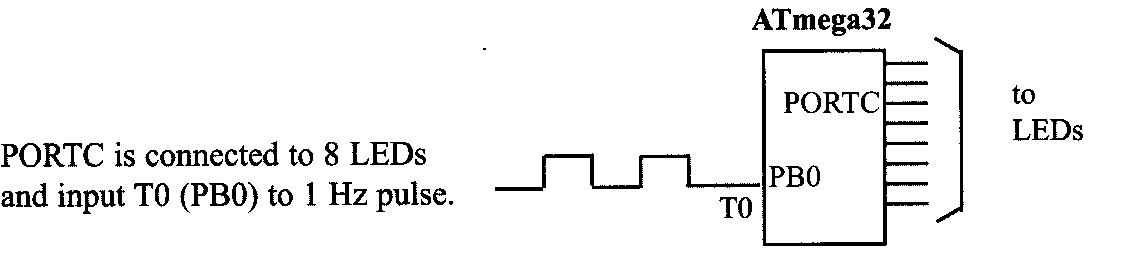 ATmega32
PORTC
to
LEDs
PORTC is connected to 8 LEDs
and input T0 (PB0) to 1 Hz pulse.
PB0
T0